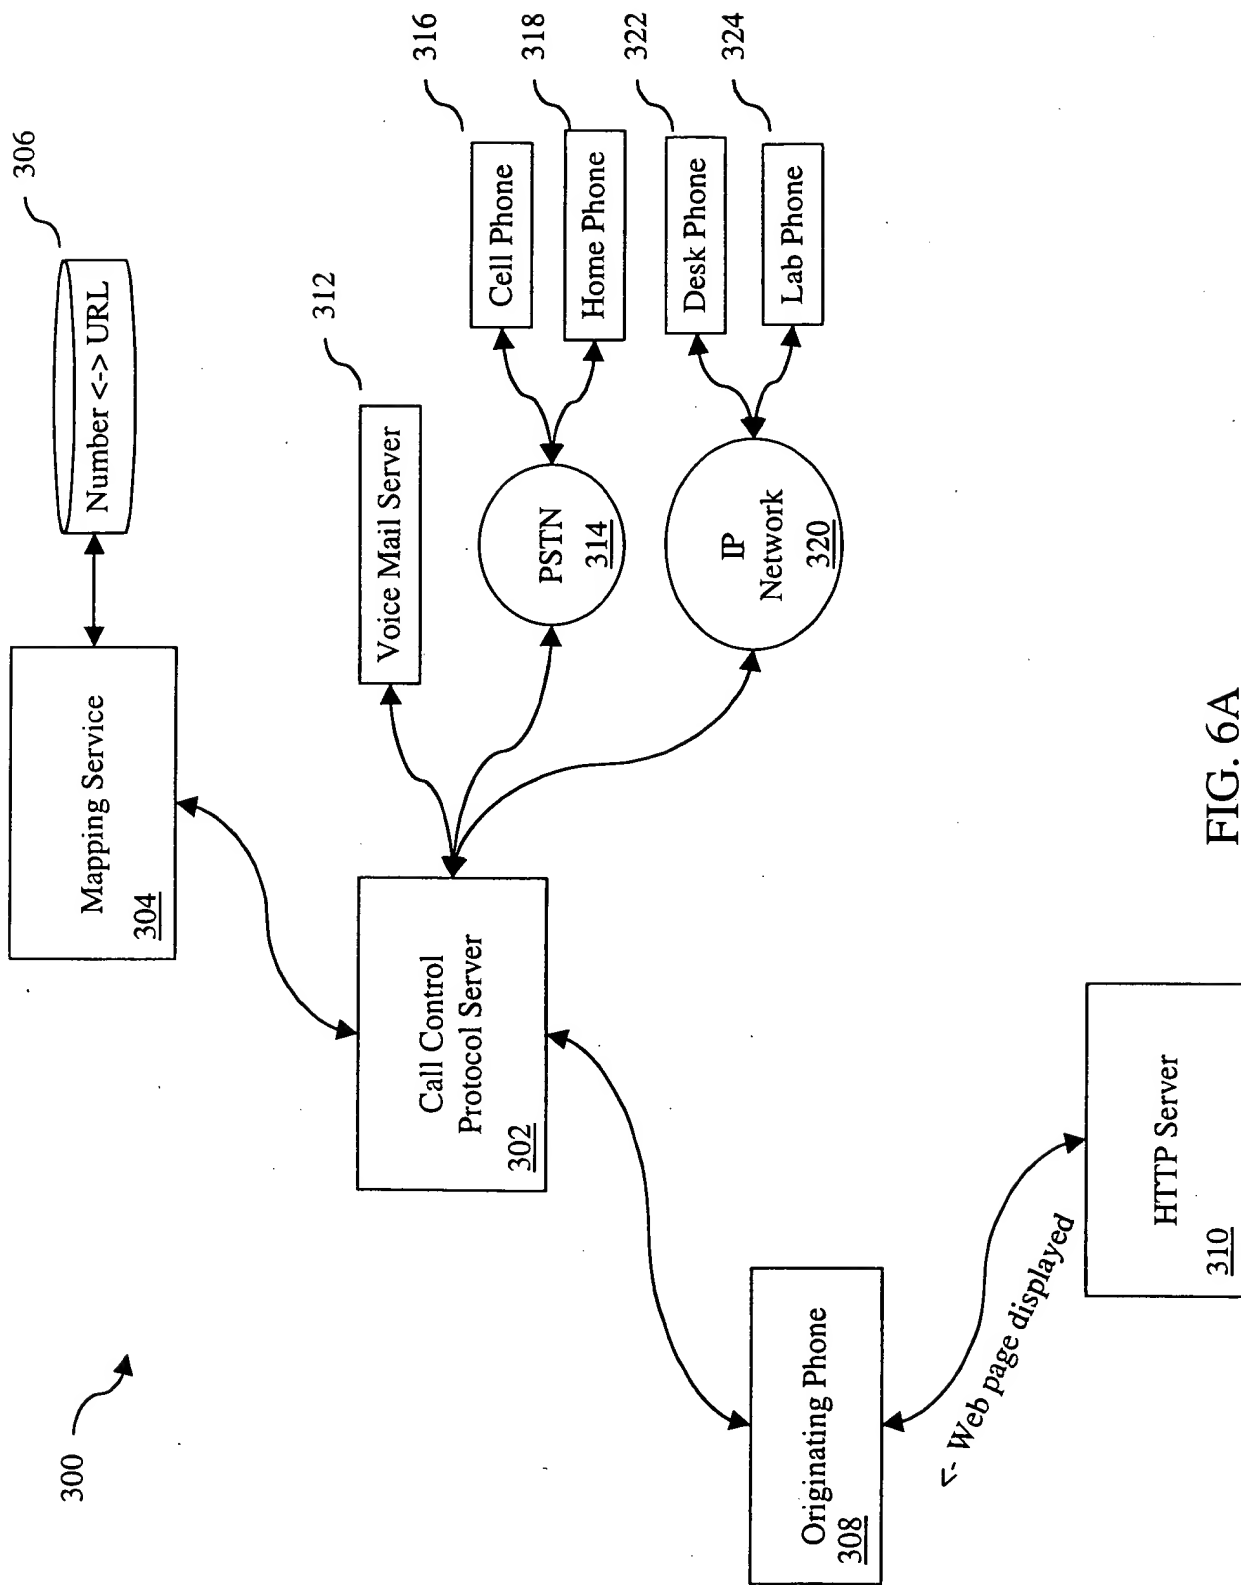 300
Mapping Service
304
Number <-> URL
306
Call Control
Protocol Server
302
Voice Mail Server
312
PSTN
314
Cell Phone
316
Home Phone
318
IP
Network
320
Desk Phone
322
Lab Phone
324
Originating Phone
308
<- Web page displayed
HTTP Server
310
FIG. 6A